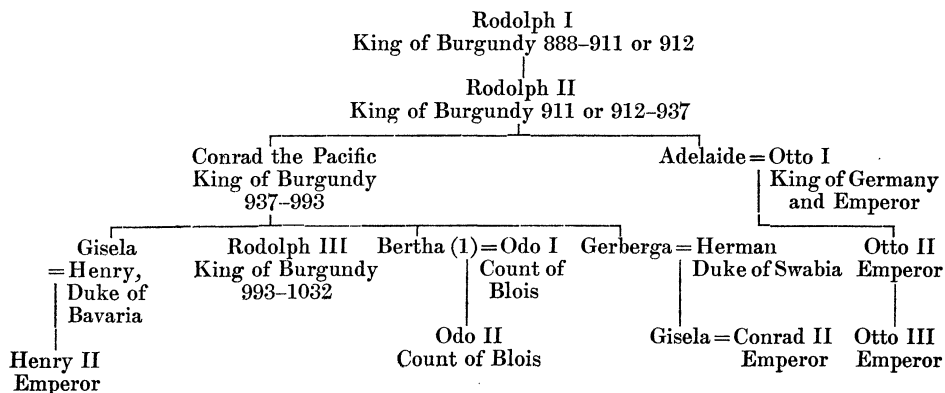 Rodolph I
King of Burgundy 888–911 or 912
Rodolph II
King of Burgundy 911 or 912–937
Conrad the Pacific
King of Burgundy
937–993
Adelaide = Otto I
King of Germany
and Emperor
Gisela
= Henry,
Duke of
Bavaria
Rodolph III
King of Burgundy
993–1032
Bertha (1) = Odo I
Count of
Blois
Gerberga = Herman
Duke of Swabia
Otto II
Emperor
Henry II
Emperor
Odo II
Count of Blois
Gisela = Conrad II
Emperor
Otto III
Emperor